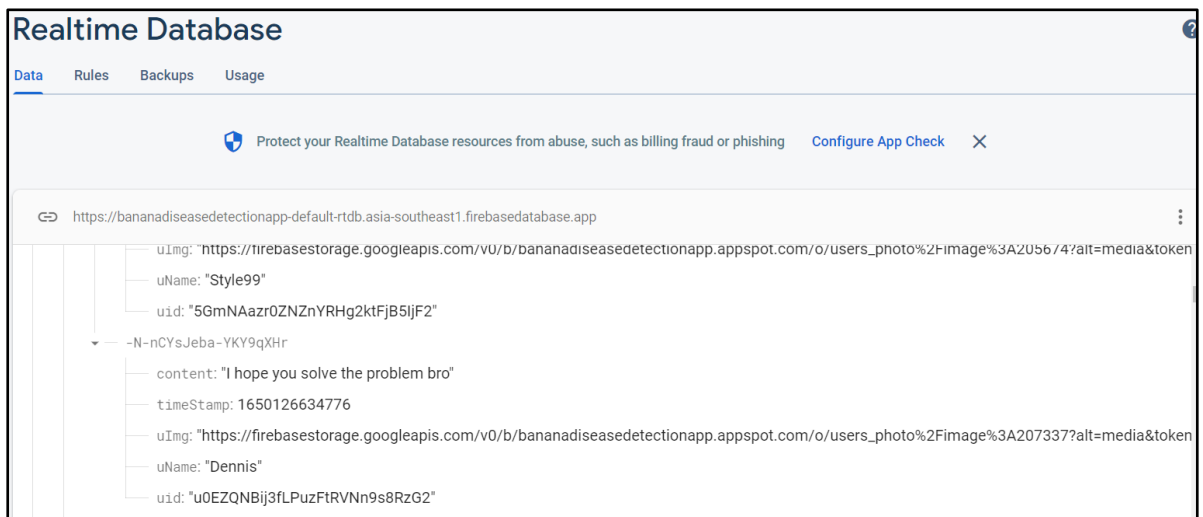 Realtime Database
?
Data Rules Backups Usage
Protect your Realtime Database resources from abuse, such as billing fraud or phishing Configure App Check
https://bananadiseasedetectionapp-default-rtdb.asia-southeast1.firebasedatabase.app
uImg: "https://firebasestorage.googleapis.com/v0/b/bananadiseasedetectionapp.appspot.com/o/users_photo%2Fimage%3A205674?alt=media&token
uName: "Style99"
uid: "5GmNAazr0ZNZnYRHg2ktFjB5IjF2"
-N-nCYsJeba-YKY9qXHr
content: "I hope you solve the problem bro"
timeStamp: 1650126634776
uImg: "https://firebasestorage.googleapis.com/v0/b/bananadiseasedetectionapp.appspot.com/o/users_photo%2Fimage%3A207337?alt=media&token
uName: "Dennis"
uid: "u0EZQNBij3fLPuzFtRVNn9s8RzG2"